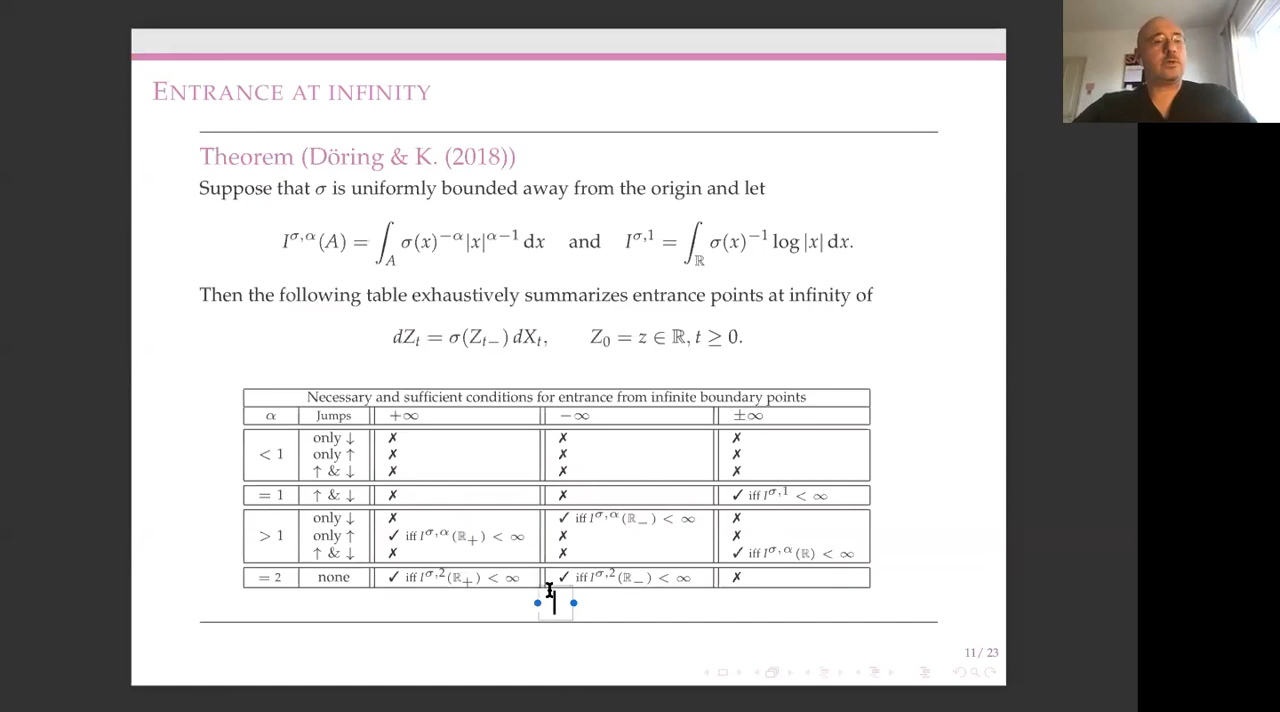 ENTRANCE AT INFINITY
Theorem (Döring & K. (2018))
Suppose that σ is uniformly bounded away from the origin and let
I^{σ,α}(A) = ∫_A σ(x)^{−α}|x|^{α−1} dx and I^{σ,1} = ∫_ℝ σ(x)^{−1} log |x| dx.
Then the following table exhaustively summarizes entrance points at infinity of
dZ_t = σ(Z_{t−}) dX_t, Z_0 = z ∈ ℝ, t ≥ 0.
Necessary and sufficient conditions for entrance from infinite boundary points
α Jumps +∞ −∞ ±∞
only ↓ ✗ ✗ ✗
< 1 only ↑ ✗ ✗ ✗
↑ & ↓ ✗ ✗ ✗
= 1 ↑ & ↓ ✗ ✗ ✓ iff I^{σ,1} < ∞
only ↓ ✗ ✓ iff I^{σ,α}(ℝ_−) < ∞ ✗
> 1 only ↑ ✓ iff I^{σ,α}(ℝ_+) < ∞ ✗ ✗
↑ & ↓ ✗ ✗ ✓ iff I^{σ,α}(ℝ) < ∞
= 2 none ✓ iff I^{σ,2}(ℝ_+) < ∞ ✓ iff I^{σ,2}(ℝ_−) < ∞ ✗
11/ 23